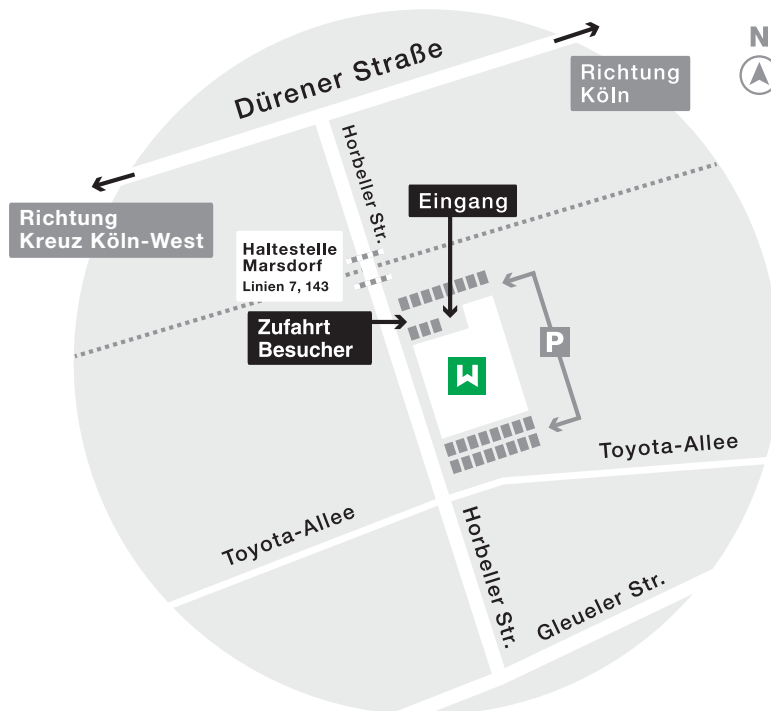 N
Dürener Straße
Richtung
Köln
Horbeller Str.
Eingang
Richtung
Kreuz Köln-West
Haltestelle
Marsdorf
Linien 7, 143
Zufahrt
Besucher
P
W
Toyota-Allee
Toyota-Allee
Horbeller Str.
Gleueler Str.